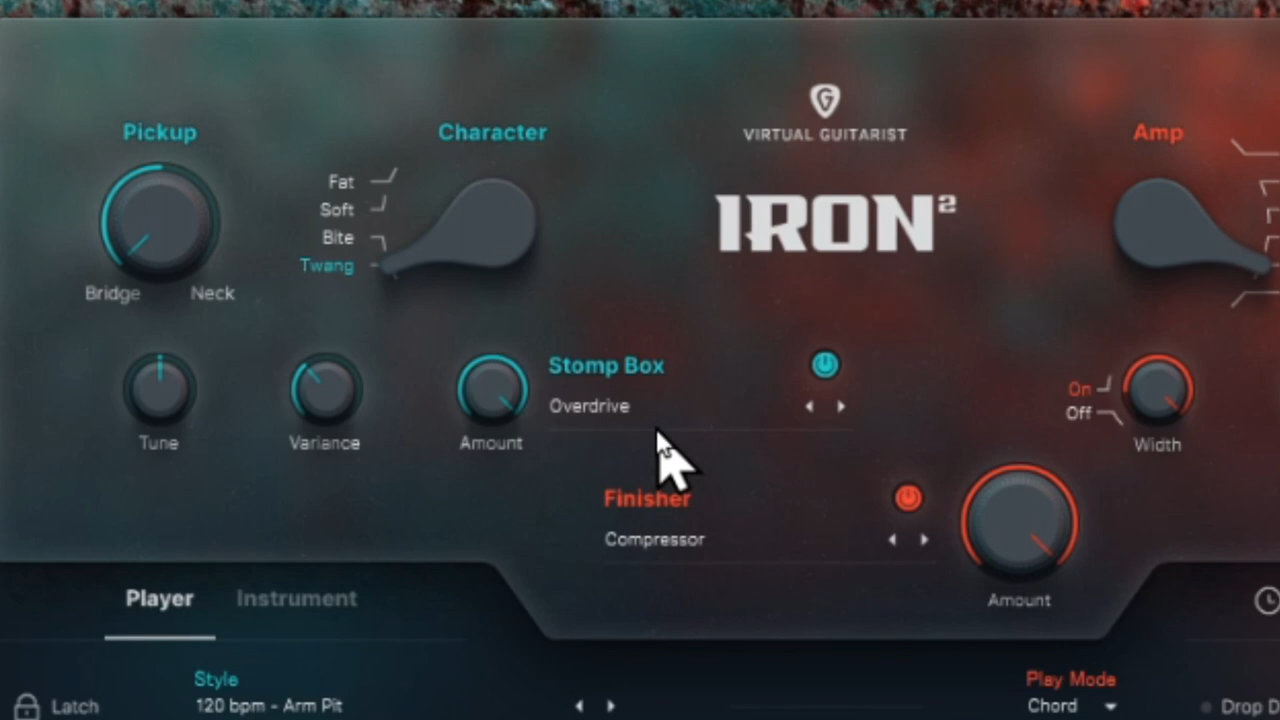 Pickup
Character
VIRTUAL GUITARIST
Amp
Fat
Soft
Bite
Twang
IRON²
Bridge
Neck
Stomp Box
Overdrive
On
Off
Tune
Variance
Amount
Width
Finisher
Compressor
Amount
Player
Instrument
Style
Play Mode
Latch
120 bpm - Arm Pit
Chord
Drop D